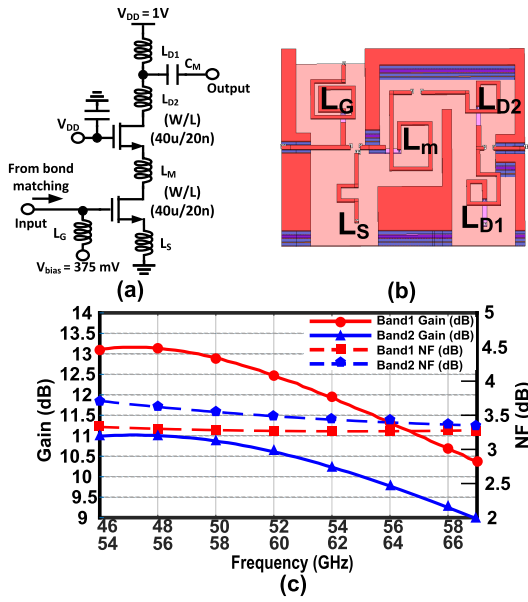 V_DD = 1V
L_D1
C_M
Output
L_D2
V_DD
(W/L)
(40u/20n)
From bond
matching
L_M
(W/L)
(40u/20n)
Input
L_G
L_S
V_bias = 375 mV
(a)
L_G
L_D2
L_m
L_S
L_D1
(b)
Band1 Gain (dB)
Band2 Gain (dB)
Band1 NF (dB)
Band2 NF (dB)
Gain (dB)
14
13.5
13
12.5
12
11.5
11
10.5
10
9.5
9
NF (dB)
5
4.5
4
3.5
3
2.5
2
46 48 50 52 54 56 58
54 56 58 60 62 64 66
Frequency (GHz)
(c)